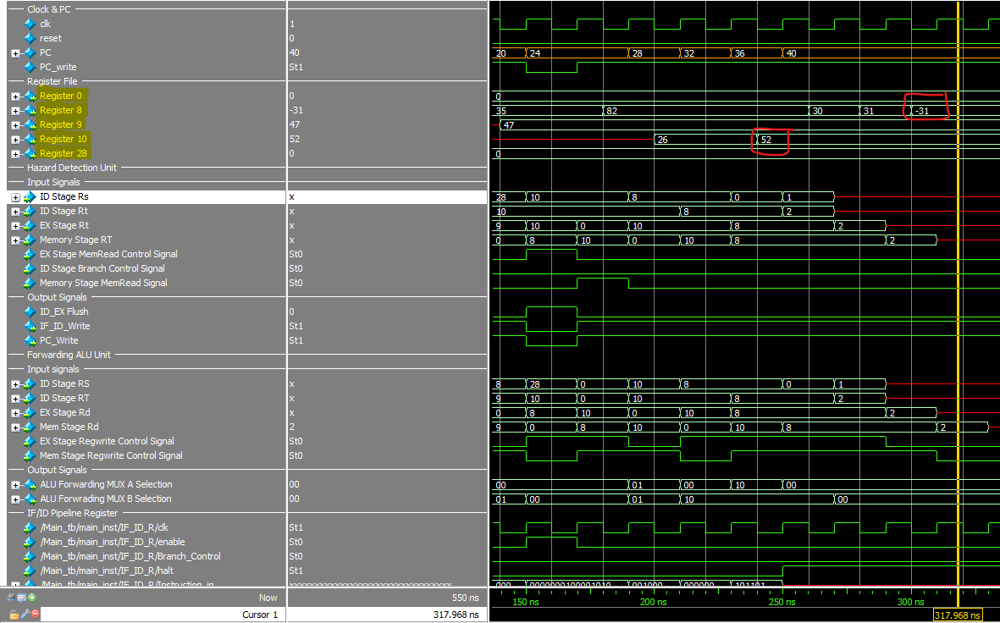 Clock & PC
clk 1
reset 0
PC 40 20 24 28 32 36 40
PC_write St1
Register File
Register 0 0 0
Register 8 -31 35 82 30 31 -31
Register 9 47 47
Register 10 52 26 52
Register 28 0 0
Hazard Detection Unit
Input Signals
ID Stage Rs x 28 10 8 0 1
ID Stage Rt x 10 8 2
EX Stage Rt x 9 10 0 10 8 2
Memory Stage RT x 0 8 10 0 10 8 2
EX Stage MemRead Control Signal St0
ID Stage Branch Control Signal St0
Memory Stage MemRead Signal St0
Output Signals
ID_EX Flush 0
IF_ID_Write St1
PC_Write St1
Forwarding ALU Unit
Input signals
ID Stage RS x 8 28 0 10 8 0 1
ID Stage RT x 9 10 0 10 8 2
EX Stage Rd x 0 8 10 0 10 8 2
Mem Stage Rd 2 9 0 8 10 0 10 8 2
EX Stage Regwrite Control Signal St0
Mem Stage Regwrite Control Signal St0
Output Signals
ALU Forwarding MUX A Selection 00 00 01 00 10 00
ALU Forwrading MUX B Selection 00 01 00 01 10 00
IF/ID Pipeline Register
/Main_tb/main_inst/IF_ID_R/clk St1
/Main_tb/main_inst/IF_ID_R/enable St0
/Main_tb/main_inst/IF_ID_R/Branch_Control St0
/Main_tb/main_inst/IF_ID_R/halt St1
/Main_tb/main_inst/IF_ID_R/Instruction_in
Now 550 ns 150 ns 200 ns 250 ns 300 ns
Cursor 1 317.968 ns 317.968 ns